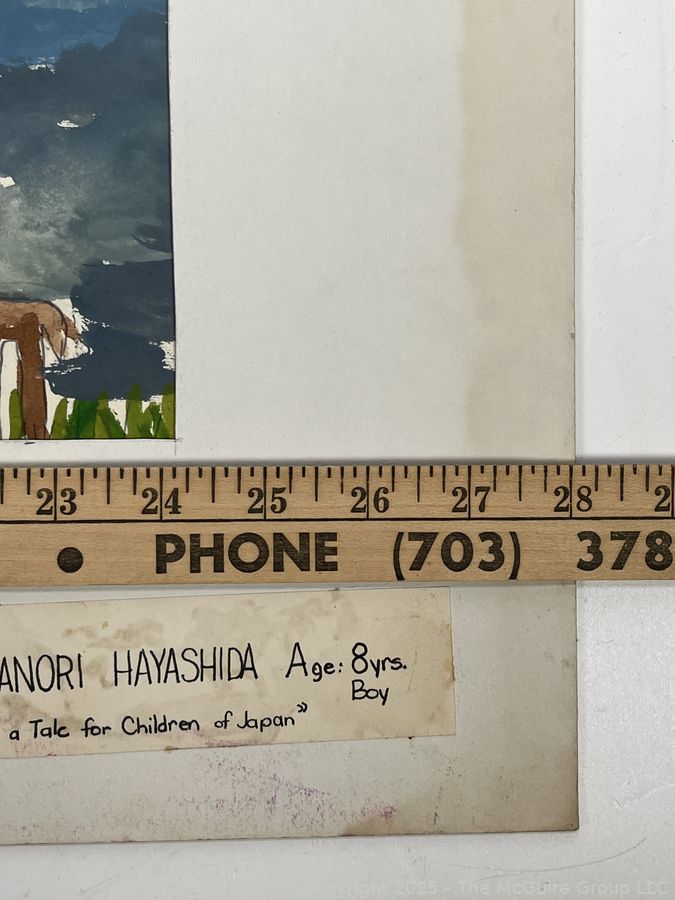 23 24 25 26 27 28
PHONE (703) 378
ANORI HAYASHIDA Age: 8yrs.
Boy
a Tale for Children of Japan”
Copyright 2025 - The McGuire Group LLC.